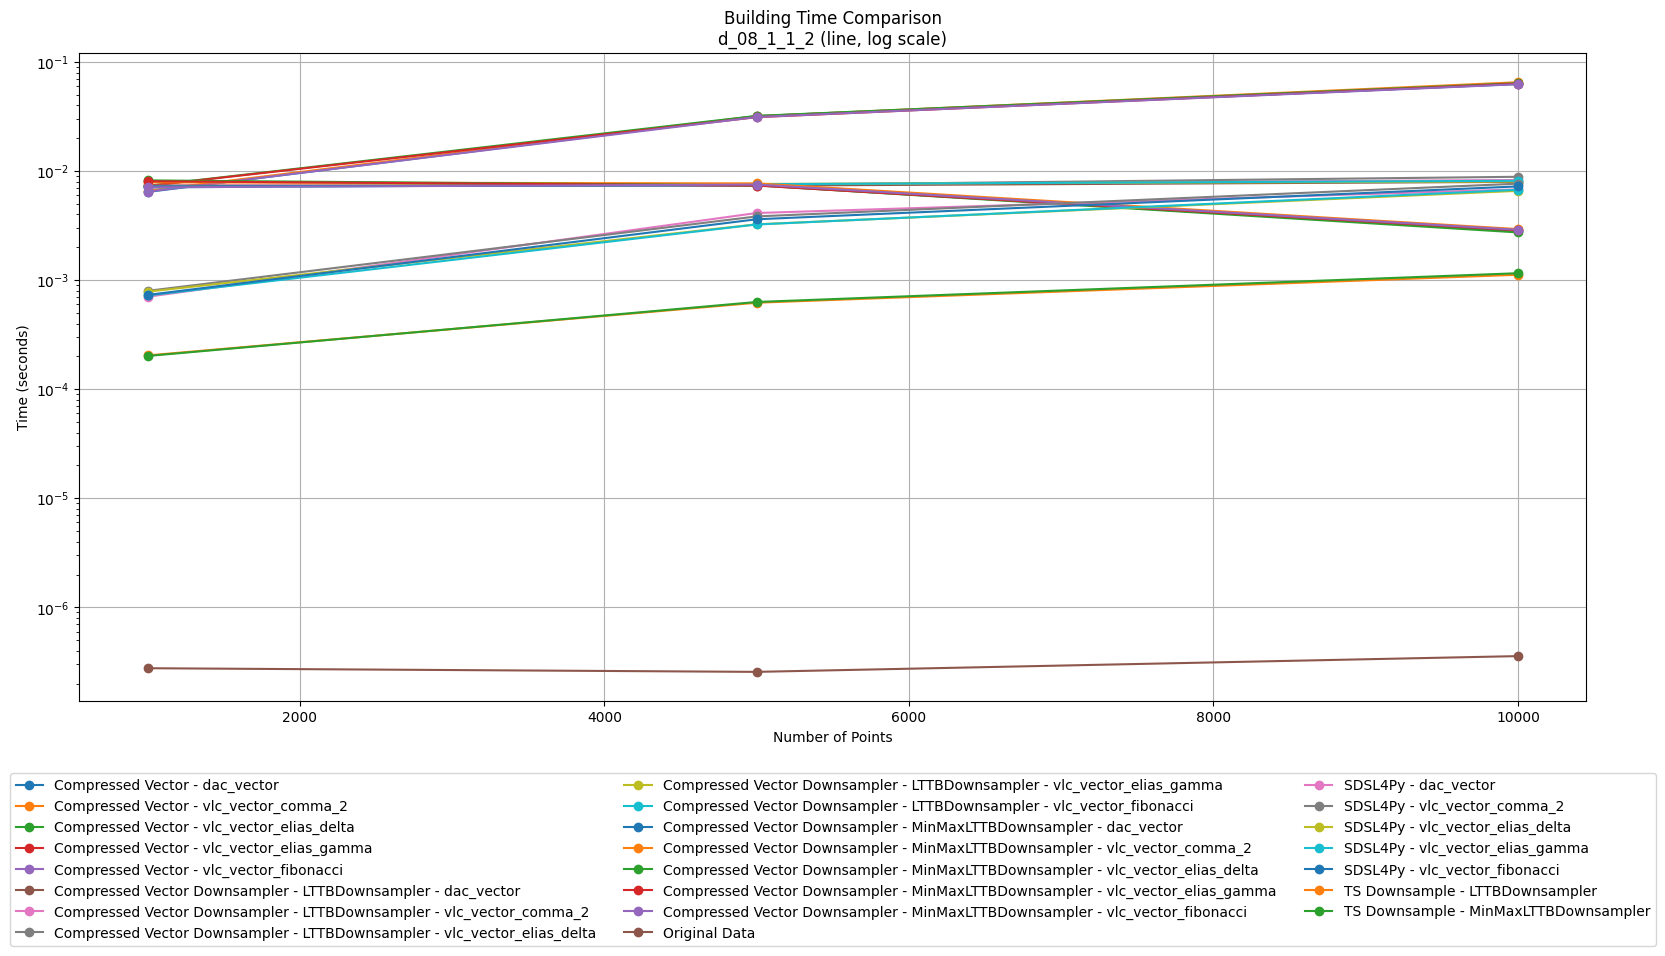 Building Time Comparison
d_08_1_1_2 (line, log scale)
10⁻¹
10⁻²
10⁻³
10⁻⁴
10⁻⁵
10⁻⁶
Time (seconds)
2000 4000 6000 8000 10000
Number of Points
Compressed Vector - dac_vector
Compressed Vector - vlc_vector_comma_2
Compressed Vector - vlc_vector_elias_delta
Compressed Vector - vlc_vector_elias_gamma
Compressed Vector - vlc_vector_fibonacci
Compressed Vector Downsampler - LTTBDownsampler - dac_vector
Compressed Vector Downsampler - LTTBDownsampler - vlc_vector_comma_2
Compressed Vector Downsampler - LTTBDownsampler - vlc_vector_elias_delta
Compressed Vector Downsampler - LTTBDownsampler - vlc_vector_elias_gamma
Compressed Vector Downsampler - LTTBDownsampler - vlc_vector_fibonacci
Compressed Vector Downsampler - MinMaxLTTBDownsampler - dac_vector
Compressed Vector Downsampler - MinMaxLTTBDownsampler - vlc_vector_comma_2
Compressed Vector Downsampler - MinMaxLTTBDownsampler - vlc_vector_elias_delta
Compressed Vector Downsampler - MinMaxLTTBDownsampler - vlc_vector_elias_gamma
Compressed Vector Downsampler - MinMaxLTTBDownsampler - vlc_vector_fibonacci
Original Data
SDSL4Py - dac_vector
SDSL4Py - vlc_vector_comma_2
SDSL4Py - vlc_vector_elias_delta
SDSL4Py - vlc_vector_elias_gamma
SDSL4Py - vlc_vector_fibonacci
TS Downsample - LTTBDownsampler
TS Downsample - MinMaxLTTBDownsampler